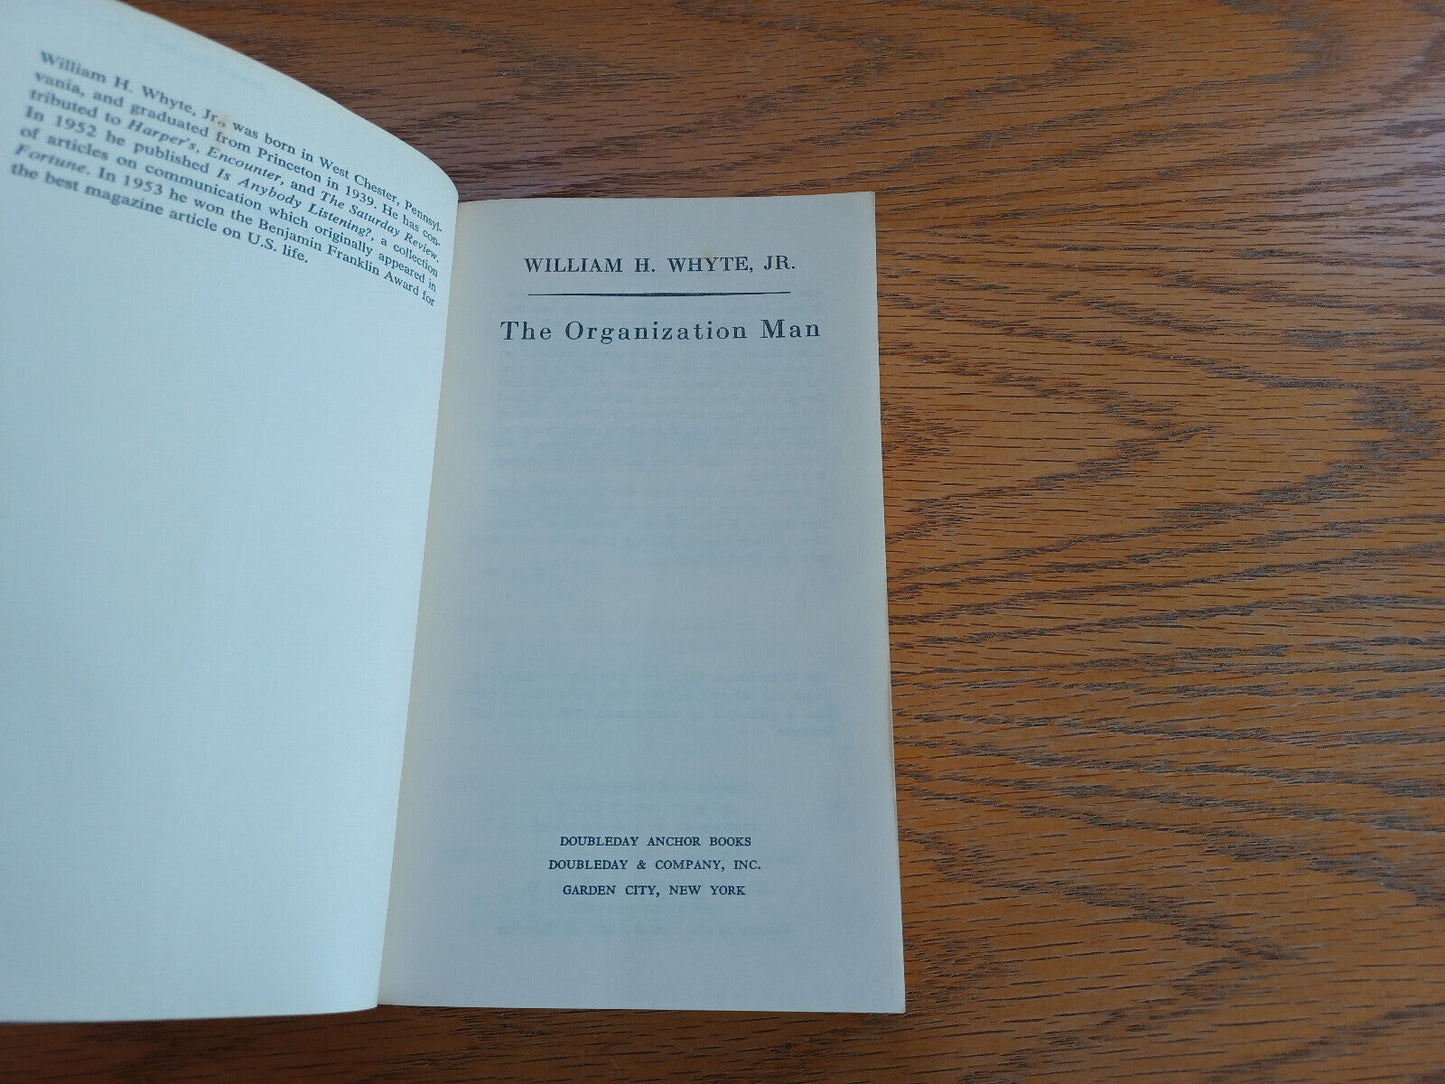 William H. Whyte, Jr., was born in West Chester, Pennsyl-
vania, and graduated from Princeton in 1939. He has con-
tributed to Harper's, Encounter, and The Saturday Review.
In 1952 he published Is Anybody Listening?, a collection
of articles on communication which originally appeared in
Fortune. In 1953 he won the Benjamin Franklin Award for
the best magazine article on U.S. life.
WILLIAM H. WHYTE, JR.
The Organization Man
DOUBLEDAY ANCHOR BOOKS
DOUBLEDAY & COMPANY, INC.
GARDEN CITY, NEW YORK